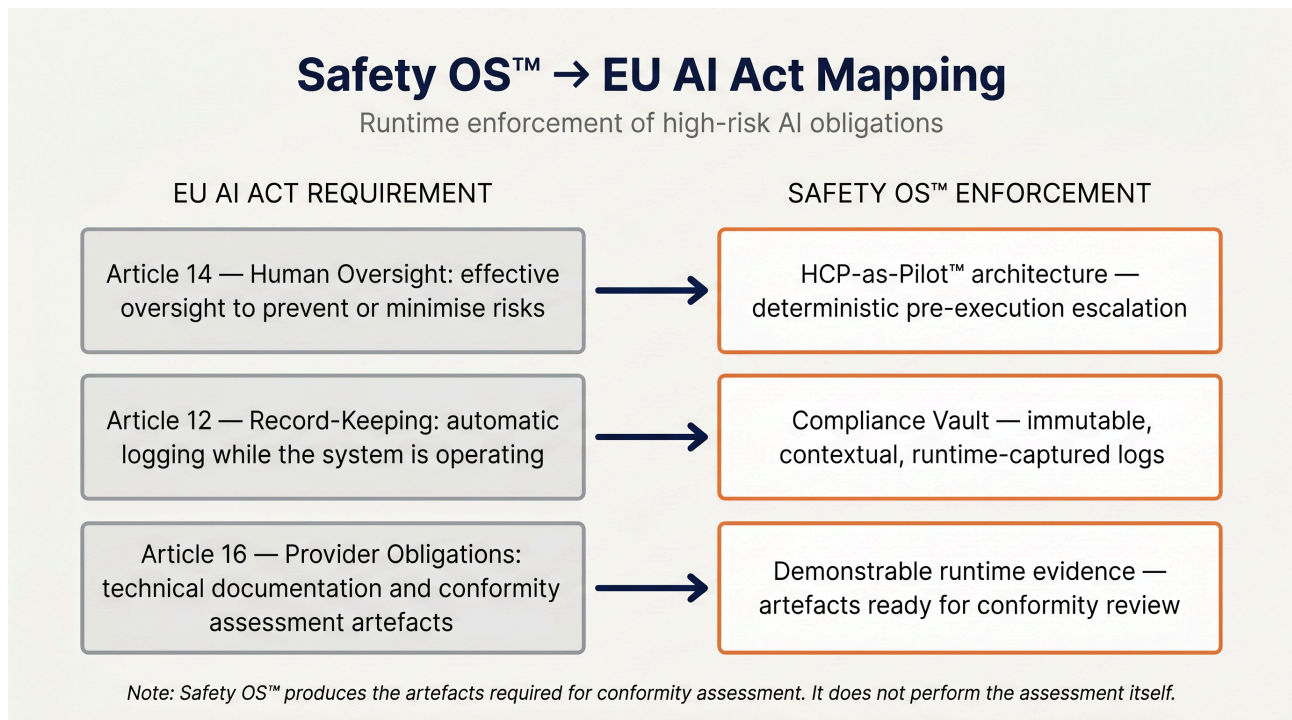 Safety OS™ → EU AI Act Mapping
Runtime enforcement of high-risk AI obligations
EU AI ACT REQUIREMENT
SAFETY OS™ ENFORCEMENT
Article 14 — Human Oversight: effective
oversight to prevent or minimise risks
HCP-as-Pilot™ architecture —
deterministic pre-execution escalation
Article 12 — Record-Keeping: automatic
logging while the system is operating
Compliance Vault — immutable,
contextual, runtime-captured logs
Article 16 — Provider Obligations:
technical documentation and conformity
assessment artefacts
Demonstrable runtime evidence —
artefacts ready for conformity review
Note: Safety OS™ produces the artefacts required for conformity assessment. It does not perform the assessment itself.